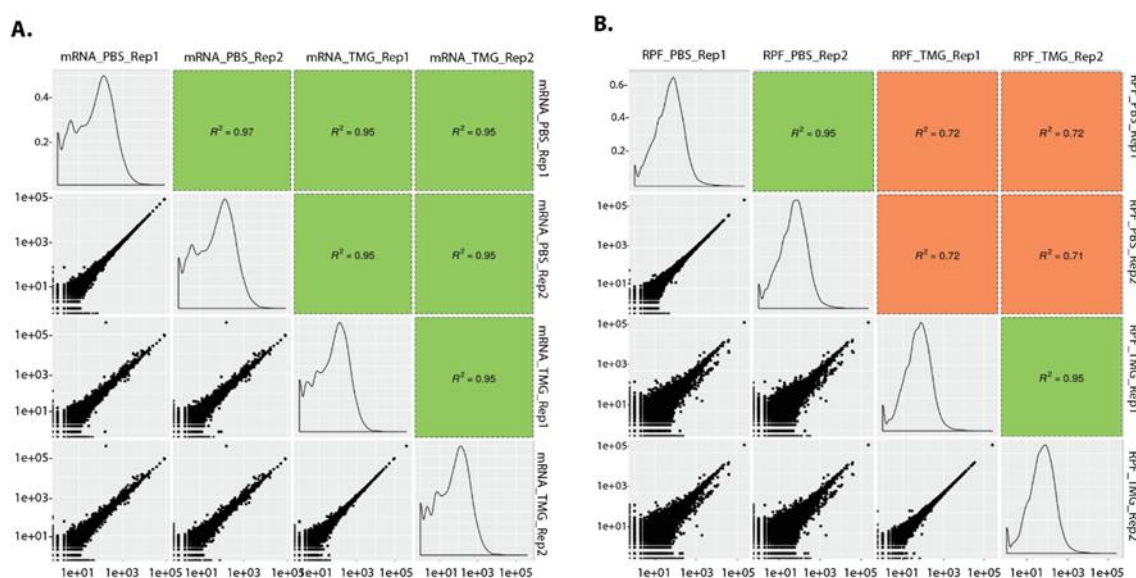 A.
mRNA_PBS_Rep1 mRNA_PBS_Rep2 mRNA_TMG_Rep1 mRNA_TMG_Rep2
0.4
0.2
R² = 0.97
R² = 0.95
R² = 0.95
mRNA_PBS_Rep1
1e+05
1e+03
1e+01
R² = 0.95
R² = 0.95
mRNA_PBS_Rep2
1e+05
1e+03
1e+01
R² = 0.95
mRNA_TMG_Rep1
1e+05
1e+03
1e+01
mRNA_TMG_Rep2
1e+01 1e+03 1e+05 1e+01 1e+03 1e+05 1e+01 1e+03 1e+05 1e+01 1e+03 1e+05
B.
RPF_PBS_Rep1 RPF_PBS_Rep2 RPF_TMG_Rep1 RPF_TMG_Rep2
0.6
0.4
0.2
R² = 0.95
R² = 0.72
R² = 0.72
RPF_PBS_Rep1
1e+05
1e+03
1e+01
R² = 0.72
R² = 0.71
RPF_PBS_Rep2
1e+05
1e+03
1e+01
R² = 0.95
RPF_TMG_Rep1
1e+05
1e+03
1e+01
RPF_TMG_Rep2
1e+01 1e+03 1e+05 1e+01 1e+03 1e+05 1e+01 1e+03 1e+05 1e+01 1e+03 1e+05